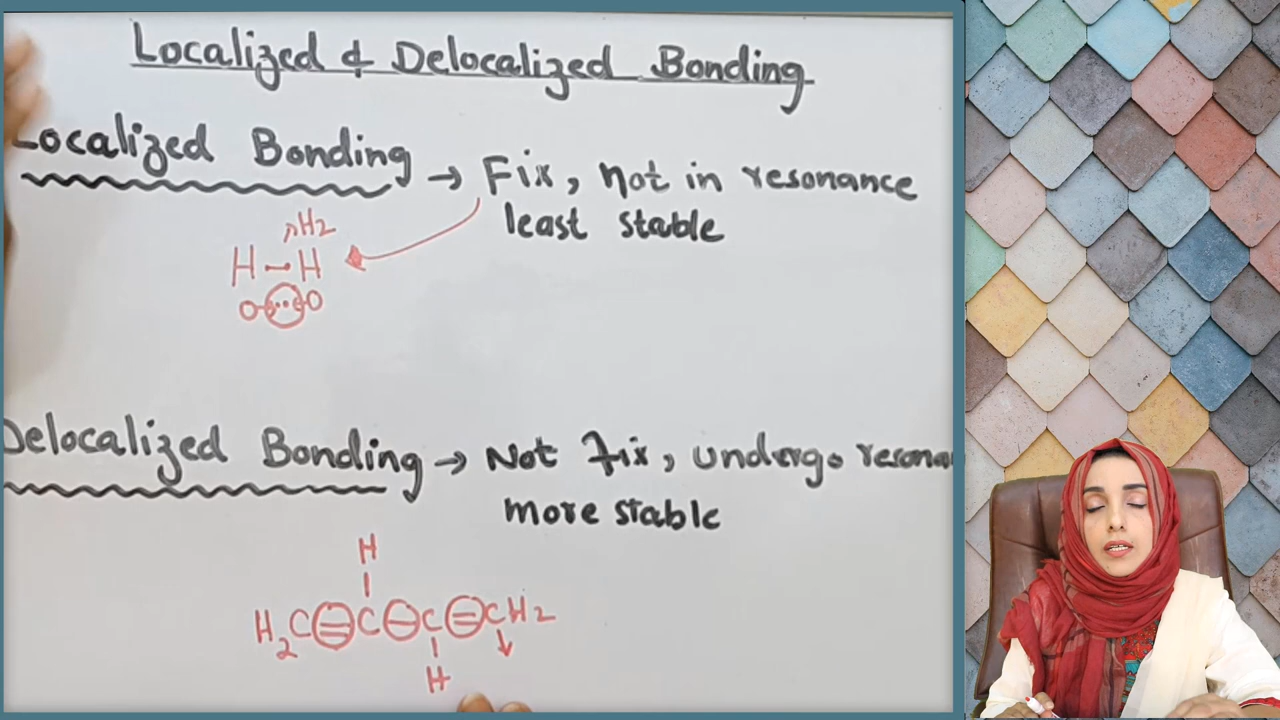 Localized & Delocalized Bonding
Localized Bonding → Fix, not in resonance
least stable
H2
H-H
Delocalized Bonding → Not fix, undergo resona
more stable
H
H2C=C-C=CH2
H